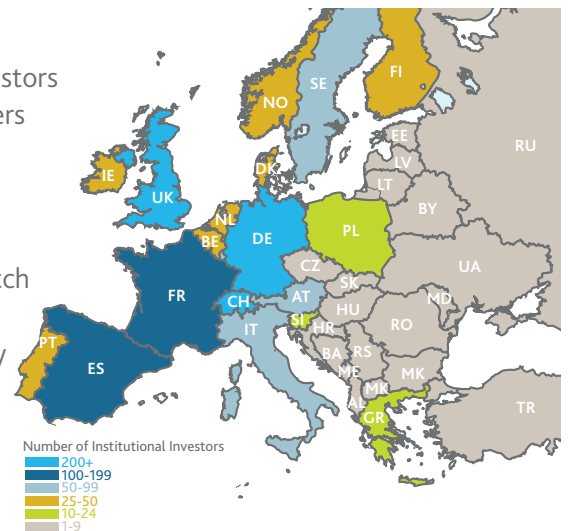 stors
ers
tch
y
SE
FI
NO
EE
RU
LV
DK
LT
IE
BY
UK
NL
PL
DE
BE
CZ
UA
SK
FR
CH
AT
MD
HU
SI
RO
IT
HR
PT
BA
RS
ES
ME
MK
MK
AL
TR
GR
Number of Institutional Investors
200+
100-199
50-99
25-50
10-24
1-9